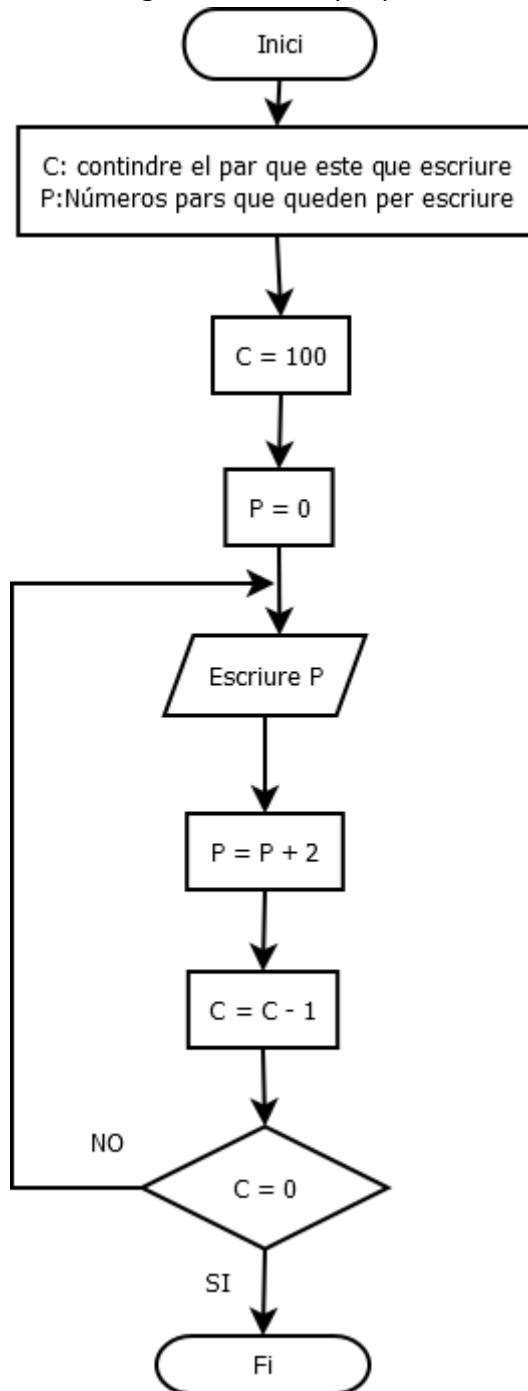 Inici
C: contindre el par que este que escriure
P:Números pars que queden per escriure
C = 100
P = 0
Escriure P
P = P + 2
C = C - 1
NO
C = 0
SI
Fi